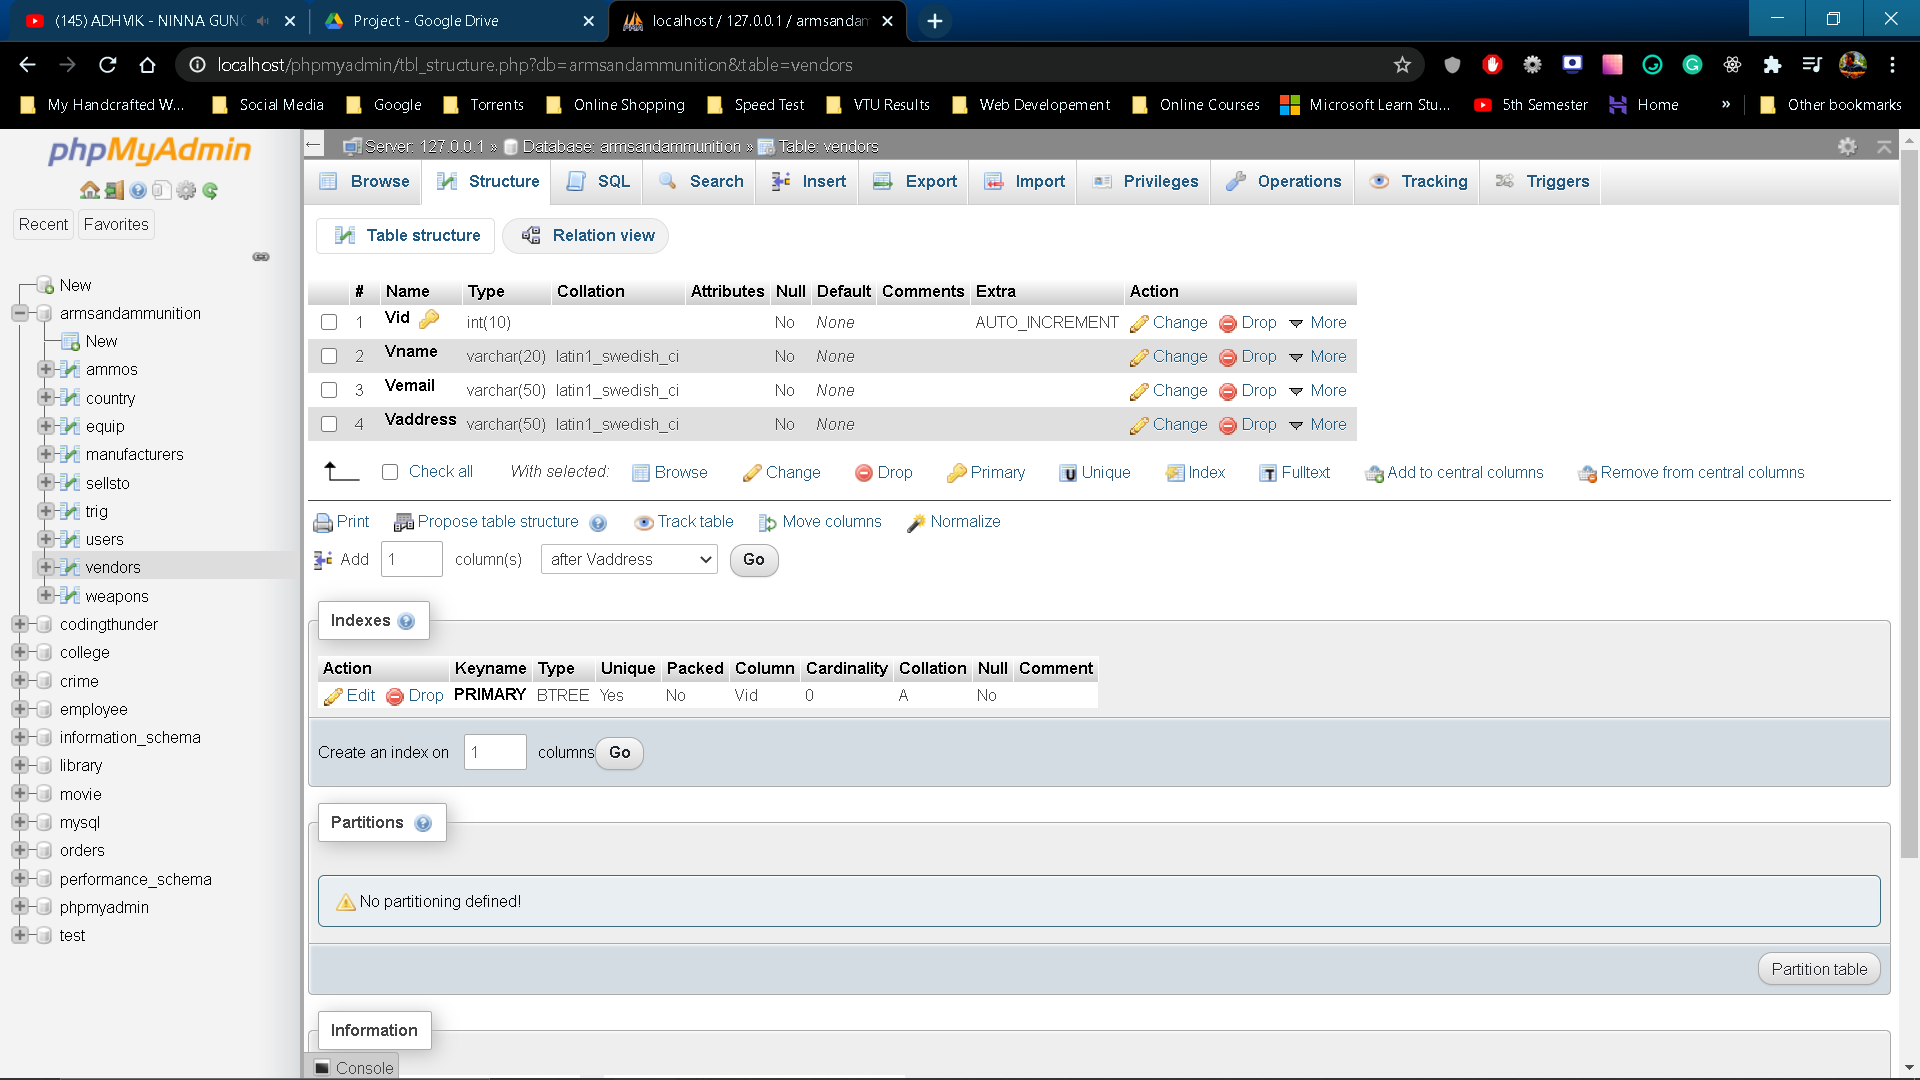 (145) ADHVIK - NINNA GUN
Project - Google Drive
localhost / 127.0.0.1 / armsandam
localhost/phpmyadmin/tbl_structure.php?db=armsandammunition&table=vendors
My Handcrafted W... Social Media Google Torrents Online Shopping Speed Test VTU Results Web Developement Online Courses Microsoft Learn Stu... 5th Semester Home » Other bookmarks
phpMyAdmin
Recent Favorites
New
armsandammunition
New
ammos
country
equip
manufacturers
sellsto
trig
users
vendors
weapons
codingthunder
college
crime
employee
information_schema
library
movie
mysql
orders
performance_schema
phpmyadmin
test
Server: 127.0.0.1 » Database: armsandammunition » Table: vendors
Browse Structure SQL Search Insert Export Import Privileges Operations Tracking Triggers
Table structure Relation view
# Name Type Collation Attributes Null Default Comments Extra Action
1 Vid int(10) No None AUTO_INCREMENT Change Drop More
2 Vname varchar(20) latin1_swedish_ci No None Change Drop More
3 Vemail varchar(50) latin1_swedish_ci No None Change Drop More
4 Vaddress varchar(50) latin1_swedish_ci No None Change Drop More
Check all With selected: Browse Change Drop Primary Unique Index Fulltext Add to central columns Remove from central columns
Print Propose table structure Track table Move columns Normalize
Add 1 column(s) after Vaddress Go
Indexes
Action Keyname Type Unique Packed Column Cardinality Collation Null Comment
Edit Drop PRIMARY BTREE Yes No Vid 0 A No
Create an index on 1 columns Go
Partitions
No partitioning defined!
Partition table
Information
Console